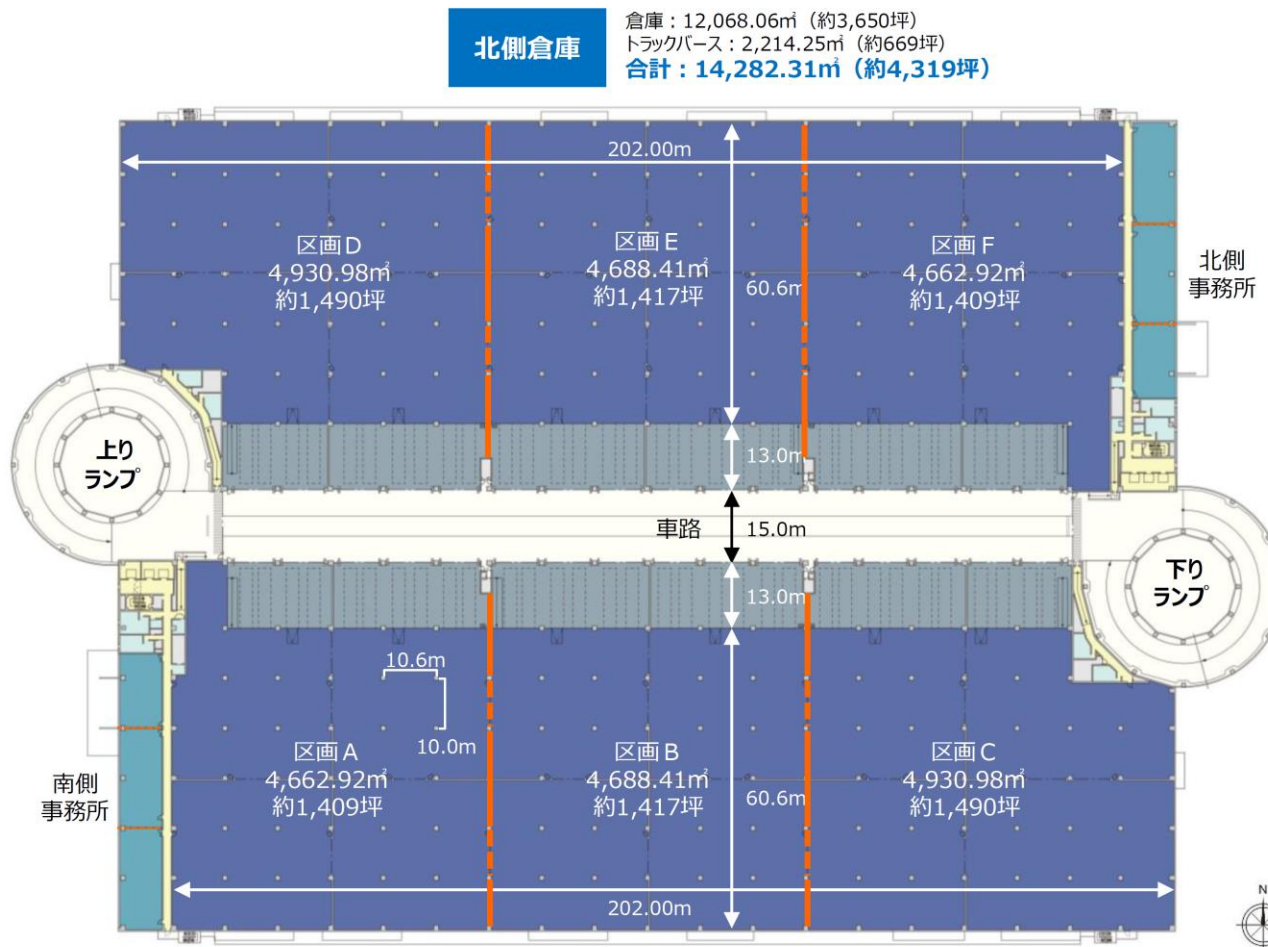 北側倉庫
倉庫：12,068.06㎡（約3,650坪）
トラックバース：2,214.25㎡（約669坪）
合計：14,282.31㎡（約4,319坪）
202.00m
区画D
4,930.98㎡
約1,490坪
区画E
4,688.41㎡
約1,417坪
60.6m
区画F
4,662.92㎡
約1,409坪
北側
事務所
上り
ランプ
13.0m
車路
15.0m
13.0m
下り
ランプ
10.6m
10.0m
区画A
4,662.92㎡
約1,409坪
区画B
4,688.41㎡
約1,417坪
60.6m
区画C
4,930.98㎡
約1,490坪
南側
事務所
202.00m
N